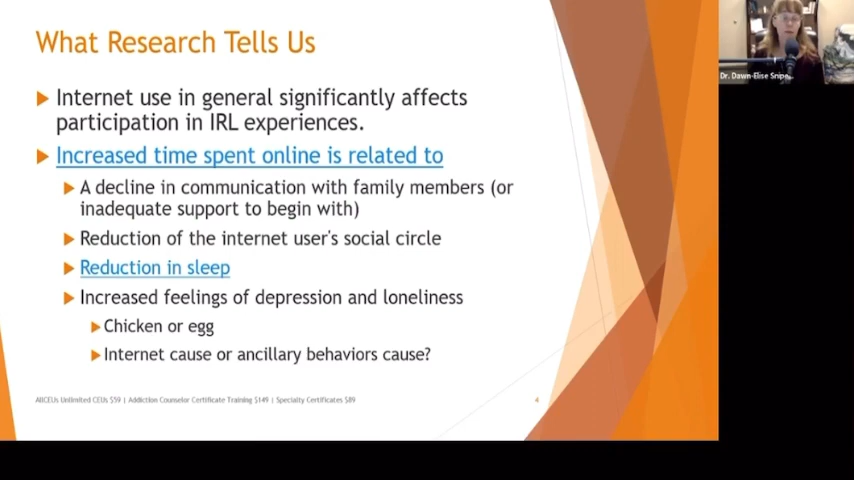 What Research Tells Us
Internet use in general significantly affects
participation in IRL experiences.
Increased time spent online is related to
A decline in communication with family members (or
inadequate support to begin with)
Reduction of the internet user's social circle
Reduction in sleep
Increased feelings of depression and loneliness
Chicken or egg
Internet cause or ancillary behaviors cause?
AllCEUs Unlimited CEUs $59 | Addiction Counselor Certificate Training $149 | Specialty Certificates $89
4
Dr. Dawn-Elise Snipe...